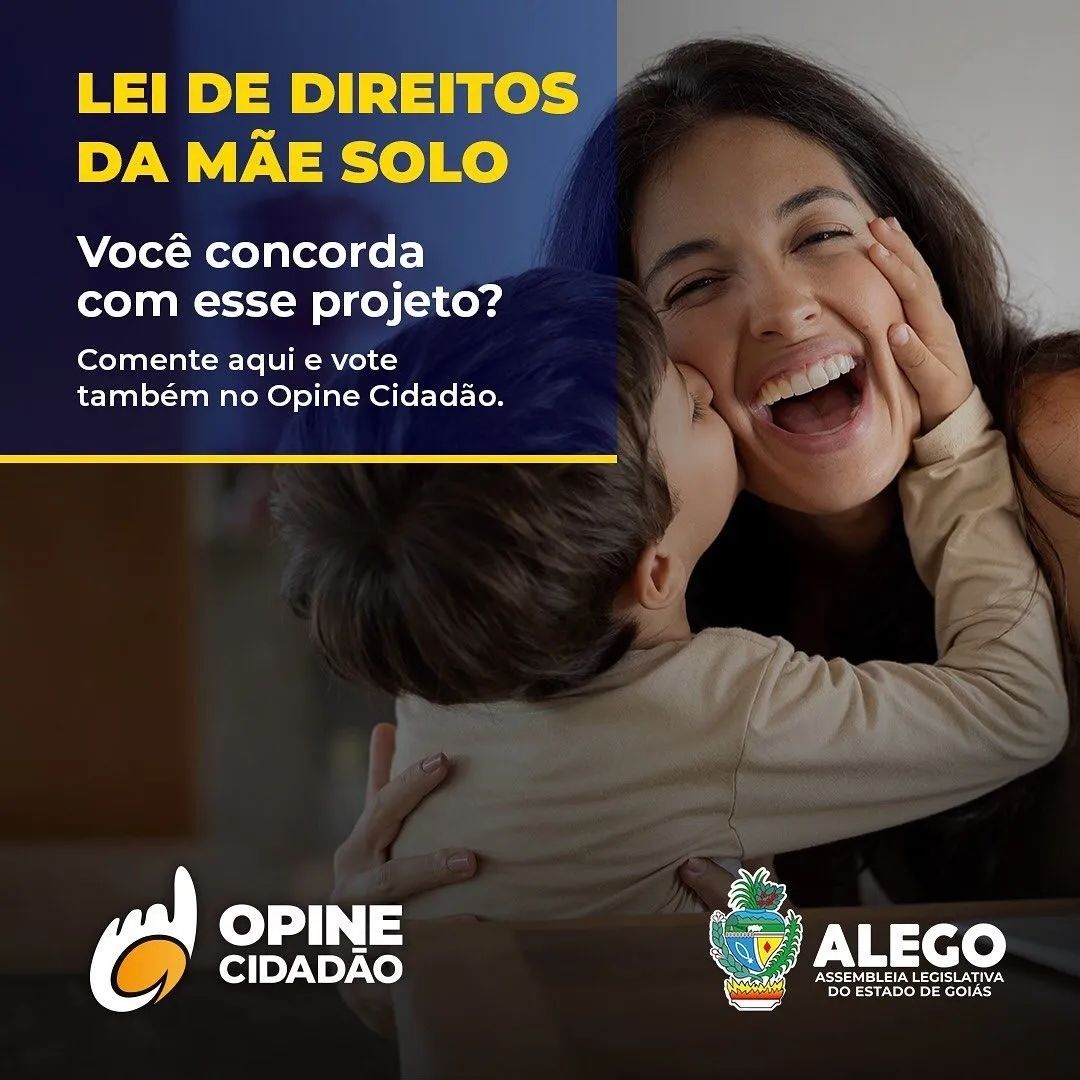 LEI DE DIREITOS
DA MÃE SOLO
Você concorda
com esse projeto?
Comente aqui e vote
também no Opine Cidadão.
OPINE
CIDADÃO
ALEGO
ASSEMBLEIA LEGISLATIVA
DO ESTADO DE GOIÁS